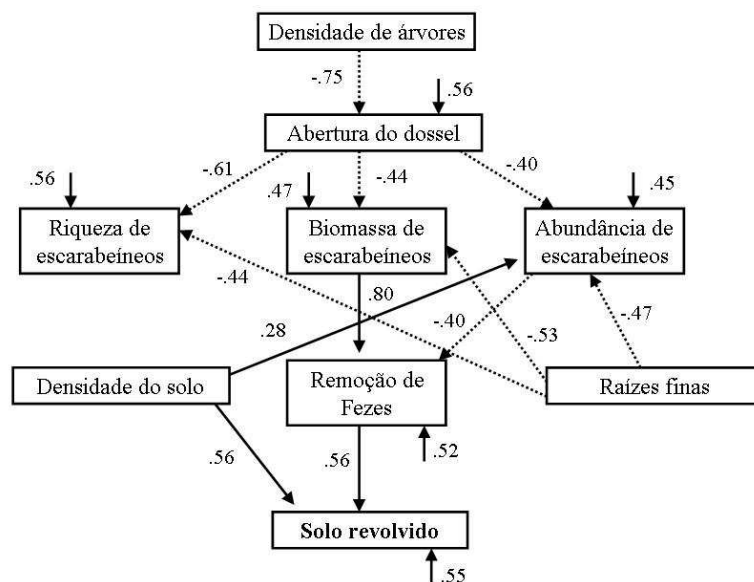 Densidade de árvores
-.75
.56
Abertura do dossel
.56
-.61
.47
-.44
-.40
.45
Riqueza de
escarabeíneos
Biomassa de
escarabeíneos
Abundância de
escarabeíneos
-.44
.80
.28
-.40
-.53
-.47
Densidade do solo
Remoção de
Fezes
Raízes finas
.56
.56
.52
Solo revolvido
.55